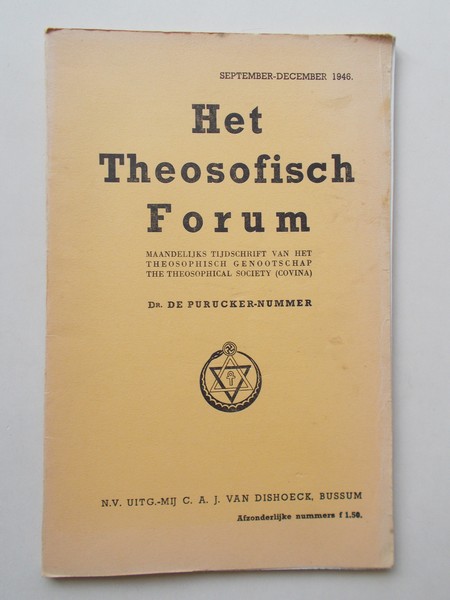 SEPTEMBER-DECEMBER 1946.
Het
Theosofisch
Forum
MAANDELIJKS TIJDSCHRIFT VAN HET
THEOSOPHISCH GENOOTSCHAP
THE THEOSOPHICAL SOCIETY (COVINA)
DR. DE PURUCKER-NUMMER
N.V. UITG.-MIJ C. A. J. VAN DISHOECK, BUSSUM
Afzonderlijke nummers f 1.50.